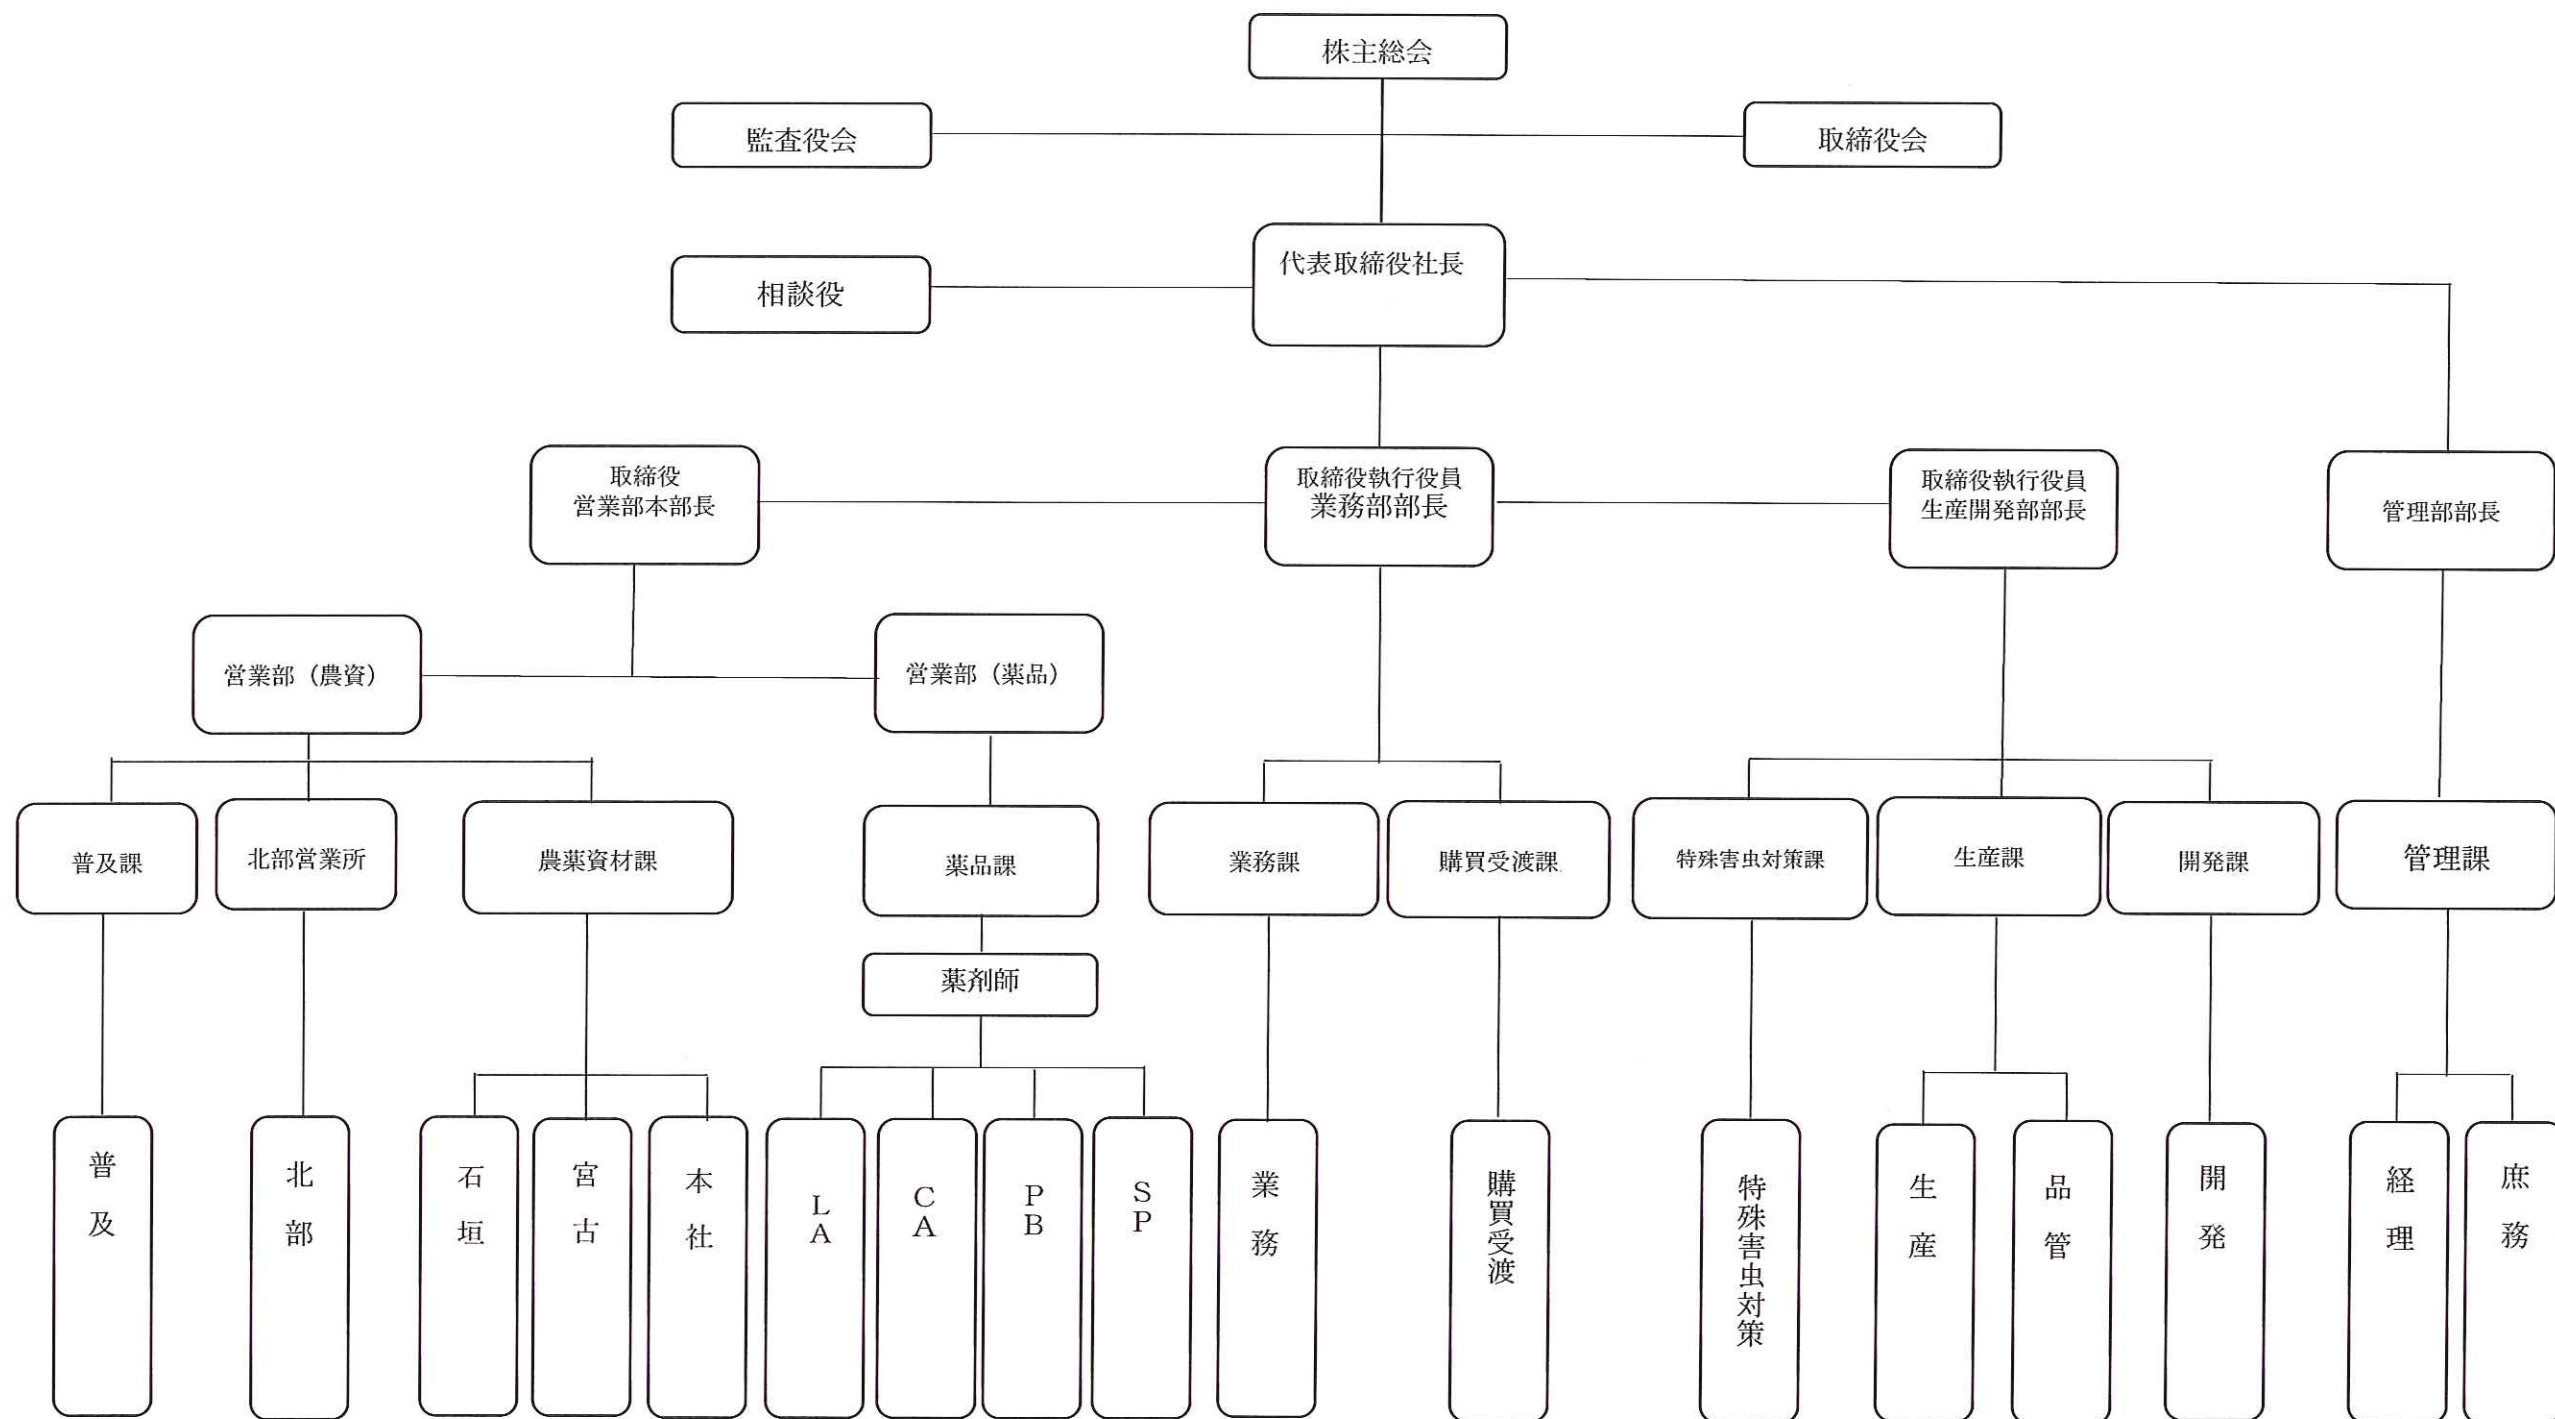 株主総会
監査役会
取締役会
代表取締役社長
相談役
取締役
営業部本部長
取締役執行役員
業務部部長
取締役執行役員
生産開発部部長
管理部部長
営業部（農資）
営業部（薬品）
普及課
北部営業所
農薬資材課
薬品課
業務課
購買受渡課
特殊害虫対策課
生産課
開発課
管理課
薬剤師
普及
北部
石垣
宮古
本社
LA
CA
PB
SP
業務
購買受渡
特殊害虫対策
生産
品管
開発
経理
庶務